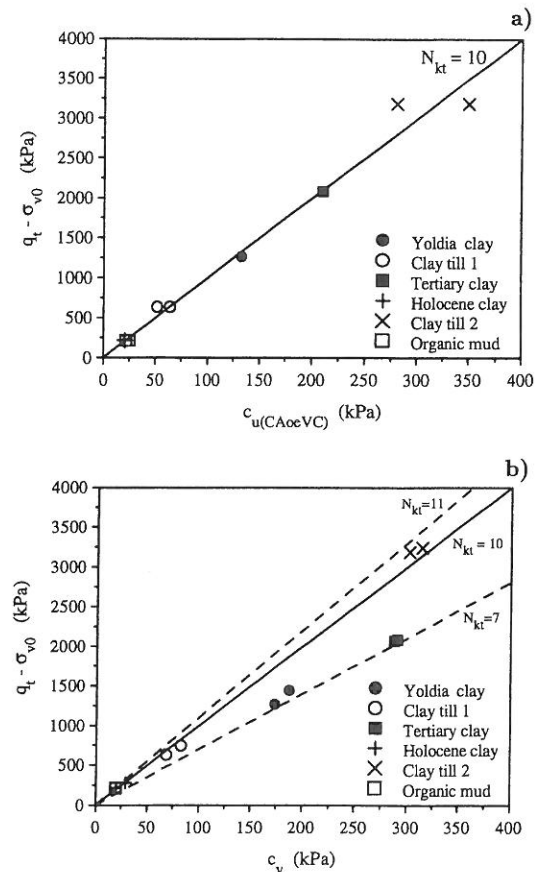 a)
4000
3500
3000
2500
2000
1500
1000
500
0
q_t - σ_v0 (kPa)
N_kt = 10
Yoldia clay
Clay till 1
Tertiary clay
Holocene clay
Clay till 2
Organic mud
0 50 100 150 200 250 300 350 400
c_u(CAoeVC) (kPa)
b)
4000
3500
3000
2500
2000
1500
1000
500
0
q_t - σ_v0 (kPa)
N_kt=11
N_kt = 10
N_kt=7
Yoldia clay
Clay till 1
Tertiary clay
Holocene clay
Clay till 2
Organic mud
0 50 100 150 200 250 300 350 400
c_v (kPa)